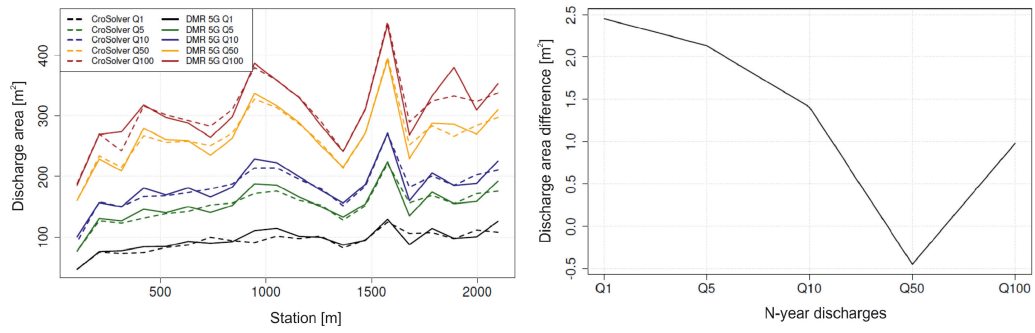 CroSolver Q1 DMR 5G Q1
CroSolver Q5 DMR 5G Q5
CroSolver Q10 DMR 5G Q10
CroSolver Q50 DMR 5G Q50
CroSolver Q100 DMR 5G Q100
Discharge area [m²]
400
300
200
100
500 1000 1500 2000
Station [m]
Discharge area difference [m²]
2.5
2.0
1.5
1.0
0.5
0.0
-0.5
Q1 Q5 Q10 Q50 Q100
N-year discharges